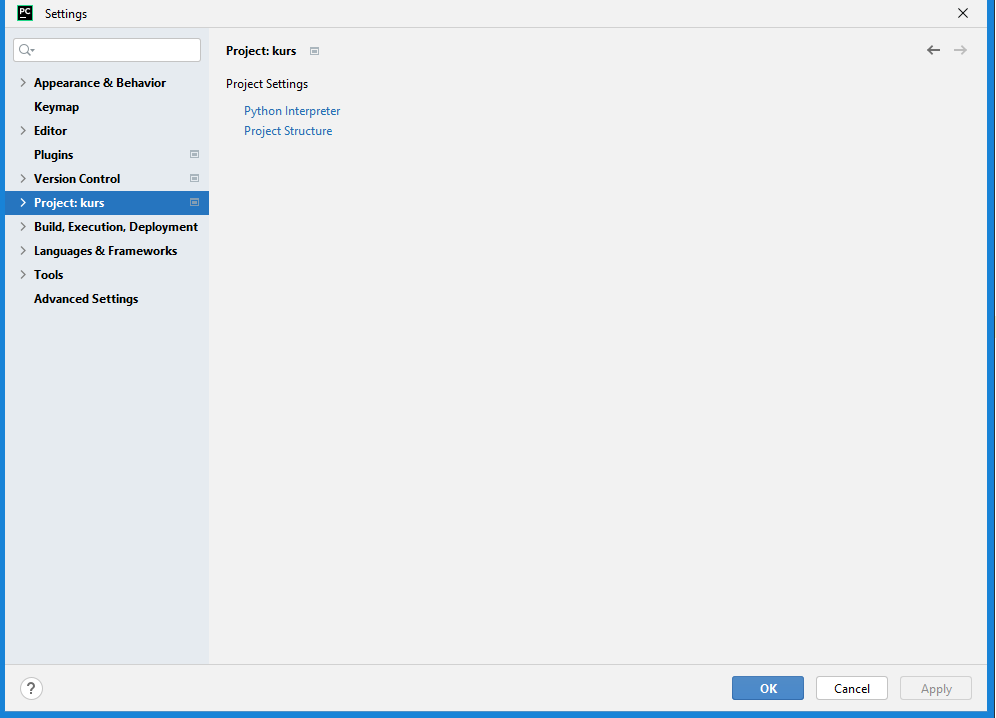 PC Settings
Project: kurs
Appearance & Behavior
Keymap
Editor
Plugins
Version Control
Project: kurs
Build, Execution, Deployment
Languages & Frameworks
Tools
Advanced Settings
Project Settings
Python Interpreter
Project Structure
?
OK
Cancel
Apply